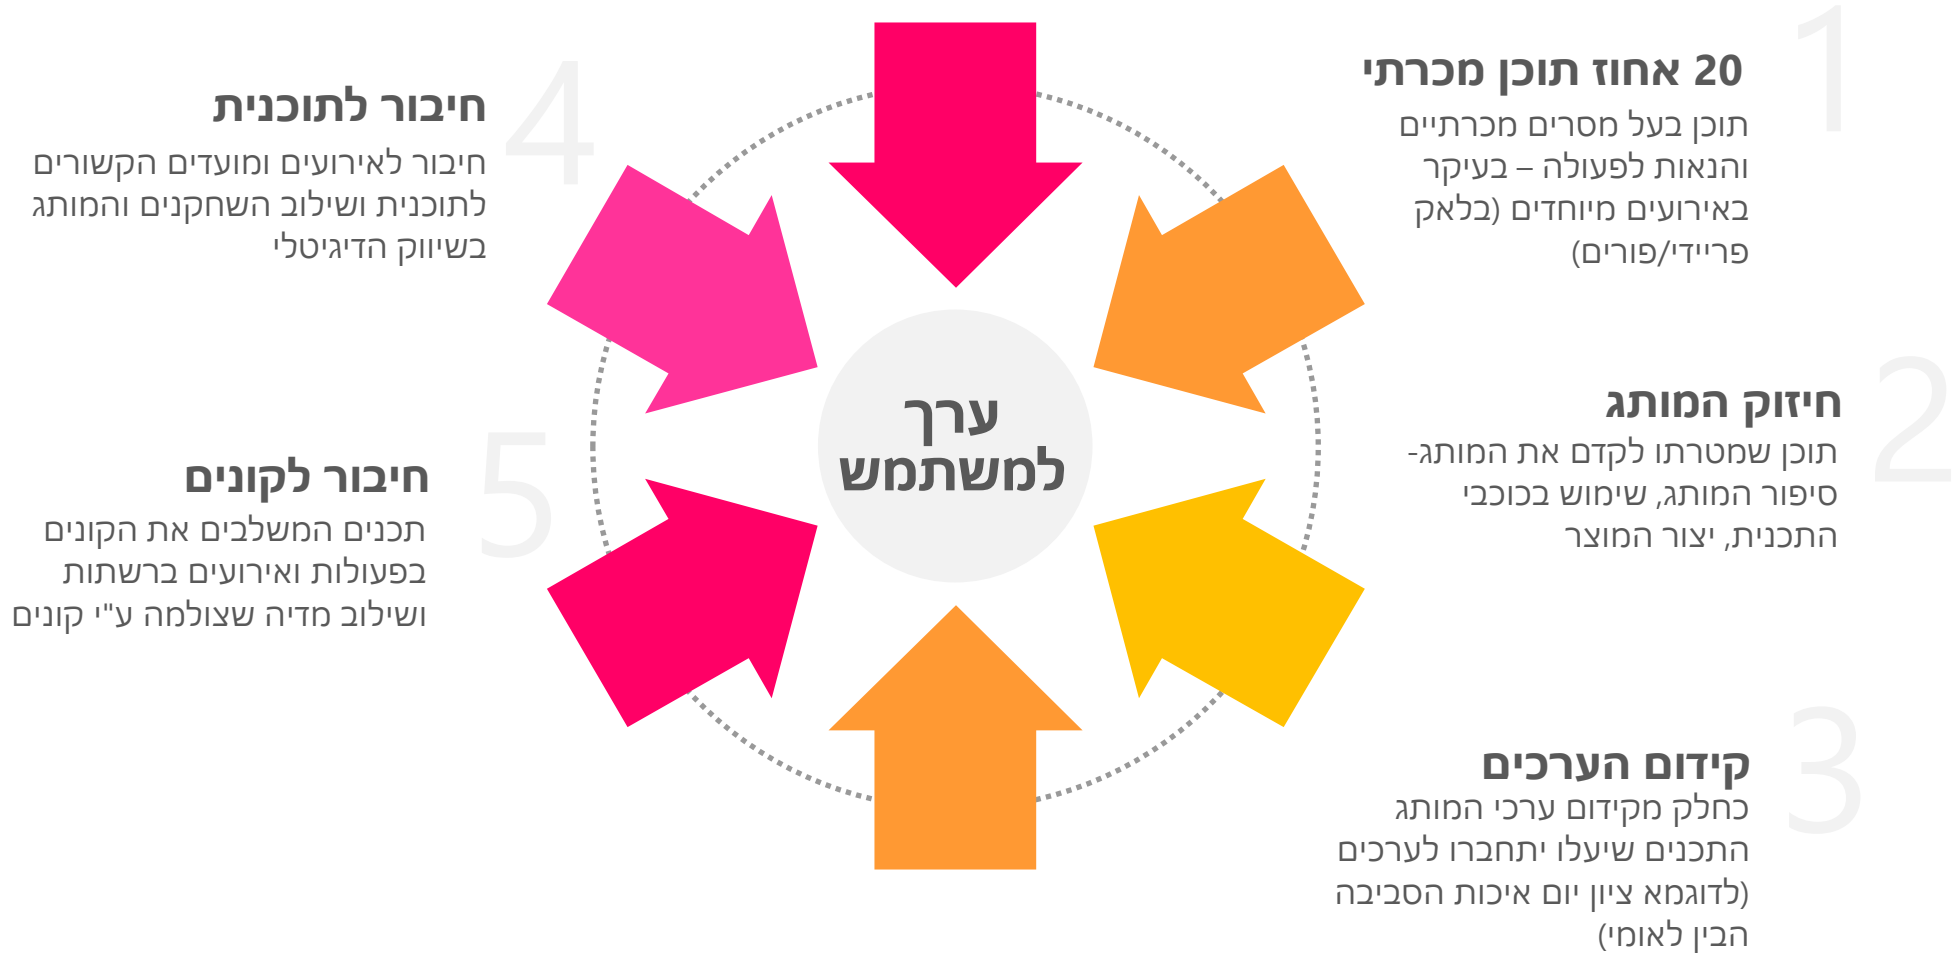 1
20 אחוז תוכן מכרתי
תוכן בעל מסרים מכרתיים
והנאות לפעולה – בעיקר
באירועים מיוחדים (בלאק
פריידי/פורים)
2
חיזוק המותג
תוכן שמטרתו לקדם את המותג-
סיפור המותג, שימוש בכוכבי
התכנית, יצור המוצר
3
קידום הערכים
כחלק מקידום ערכי המותג
התכנים שיעלו יתחברו לערכים
(לדוגמא ציון יום איכות הסביבה
הבין לאומי)
4
חיבור לתוכנית
חיבור לאירועים ומועדים הקשורים
לתוכנית ושילוב השחקנים והמותג
בשיווק הדיגיטלי
5
חיבור לקונים
תכנים המשלבים את הקונים
בפעולות ואירועים ברשתות
ושילוב מדיה שצולמה ע"י קונים
ערך
למשתמש